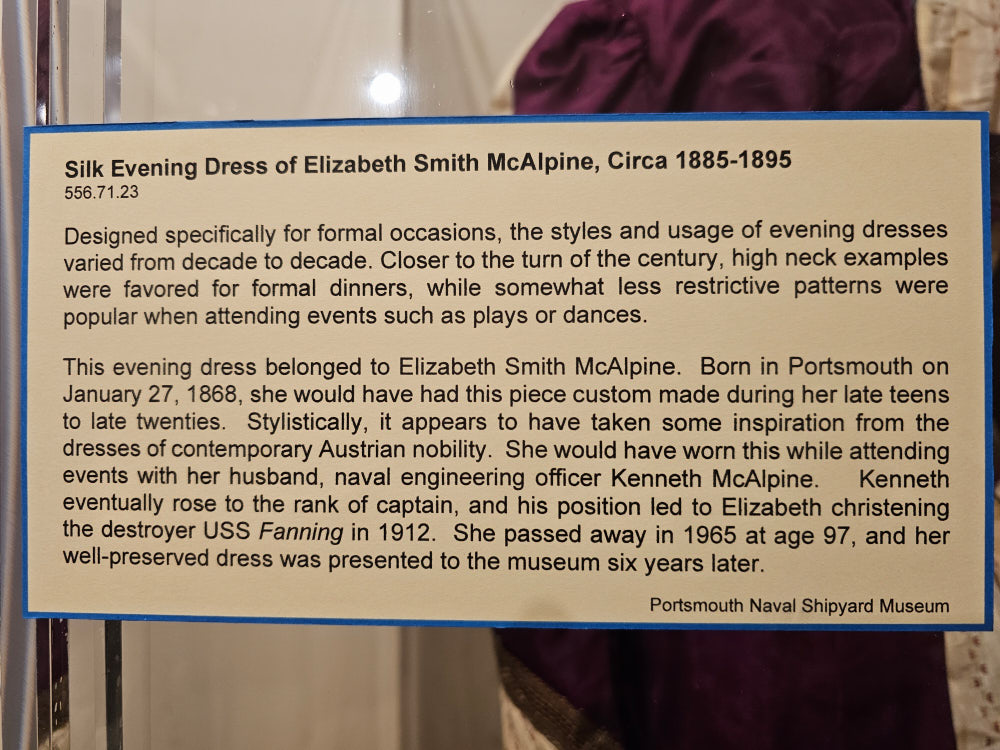 Silk Evening Dress of Elizabeth Smith McAlpine, Circa 1885-1895
556.71.23
Designed specifically for formal occasions, the styles and usage of evening dresses
varied from decade to decade. Closer to the turn of the century, high neck examples
were favored for formal dinners, while somewhat less restrictive patterns were
popular when attending events such as plays or dances.
This evening dress belonged to Elizabeth Smith McAlpine. Born in Portsmouth on
January 27, 1868, she would have had this piece custom made during her late teens
to late twenties. Stylistically, it appears to have taken some inspiration from the
dresses of contemporary Austrian nobility. She would have worn this while attending
events with her husband, naval engineering officer Kenneth McAlpine. Kenneth
eventually rose to the rank of captain, and his position led to Elizabeth christening
the destroyer USS Fanning in 1912. She passed away in 1965 at age 97, and her
well-preserved dress was presented to the museum six years later.
Portsmouth Naval Shipyard Museum